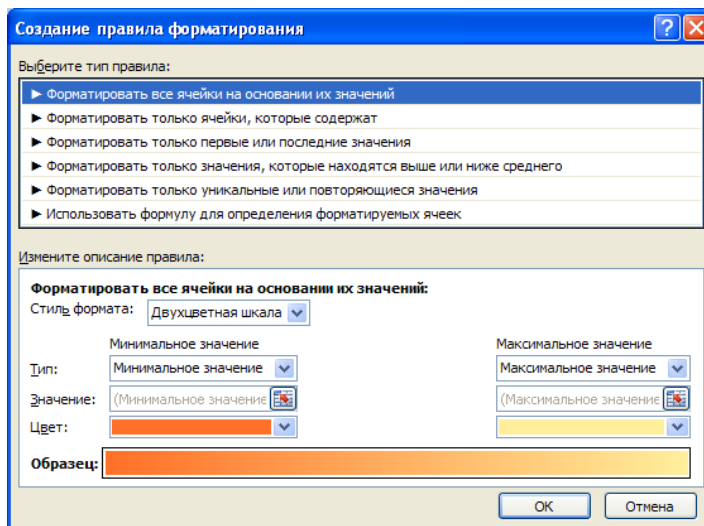 Создание правила форматирования
Выберите тип правила:
► Форматировать все ячейки на основании их значений
► Форматировать только ячейки, которые содержат
► Форматировать только первые или последние значения
► Форматировать только значения, которые находятся выше или ниже среднего
► Форматировать только уникальные или повторяющиеся значения
► Использовать формулу для определения форматируемых ячеек
Измените описание правила:
Форматировать все ячейки на основании их значений:
Стиль формата: Двухцветная шкала
Минимальное значение Максимальное значение
Тип: Минимальное значение Максимальное значение
Значение: (Минимальное значение (Максимальное значение
Цвет:
Образец:
ОК Отмена